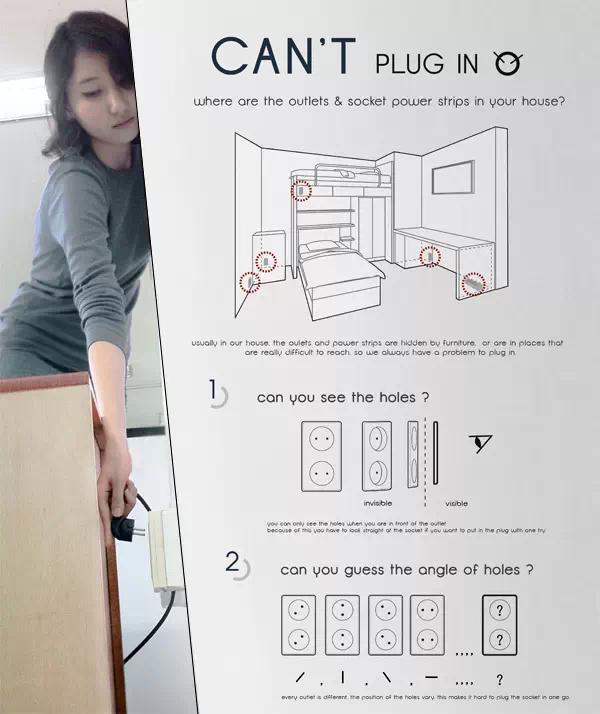 CAN'T PLUG IN
where are the outlets & socket power strips in your house?
usually in our house, the oulets and power strips are hidden by furniture, or are in places that
are really difficult to reach. so we always have a problem to plug in.
1
can you see the holes ?
invisible
visible
you can only see the holes when you are in front of the outlet
because of this you have to look straight at the socket if you want to put in the plug with one try
2
can you guess the angle of holes ?
?
?
/ , | , \ , — ,,,, ?
every outlet is different. the position of the holes vary. this makes it hard to plug the socket in one go.